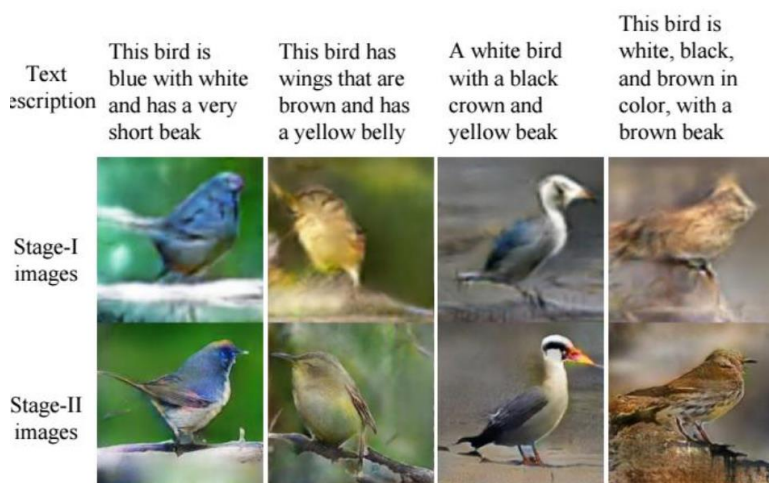 Text
escription
This bird is
blue with white
and has a very
short beak
This bird has
wings that are
brown and has
a yellow belly
A white bird
with a black
crown and
yellow beak
This bird is
white, black,
and brown in
color, with a
brown beak
Stage-I
images
Stage-II
images